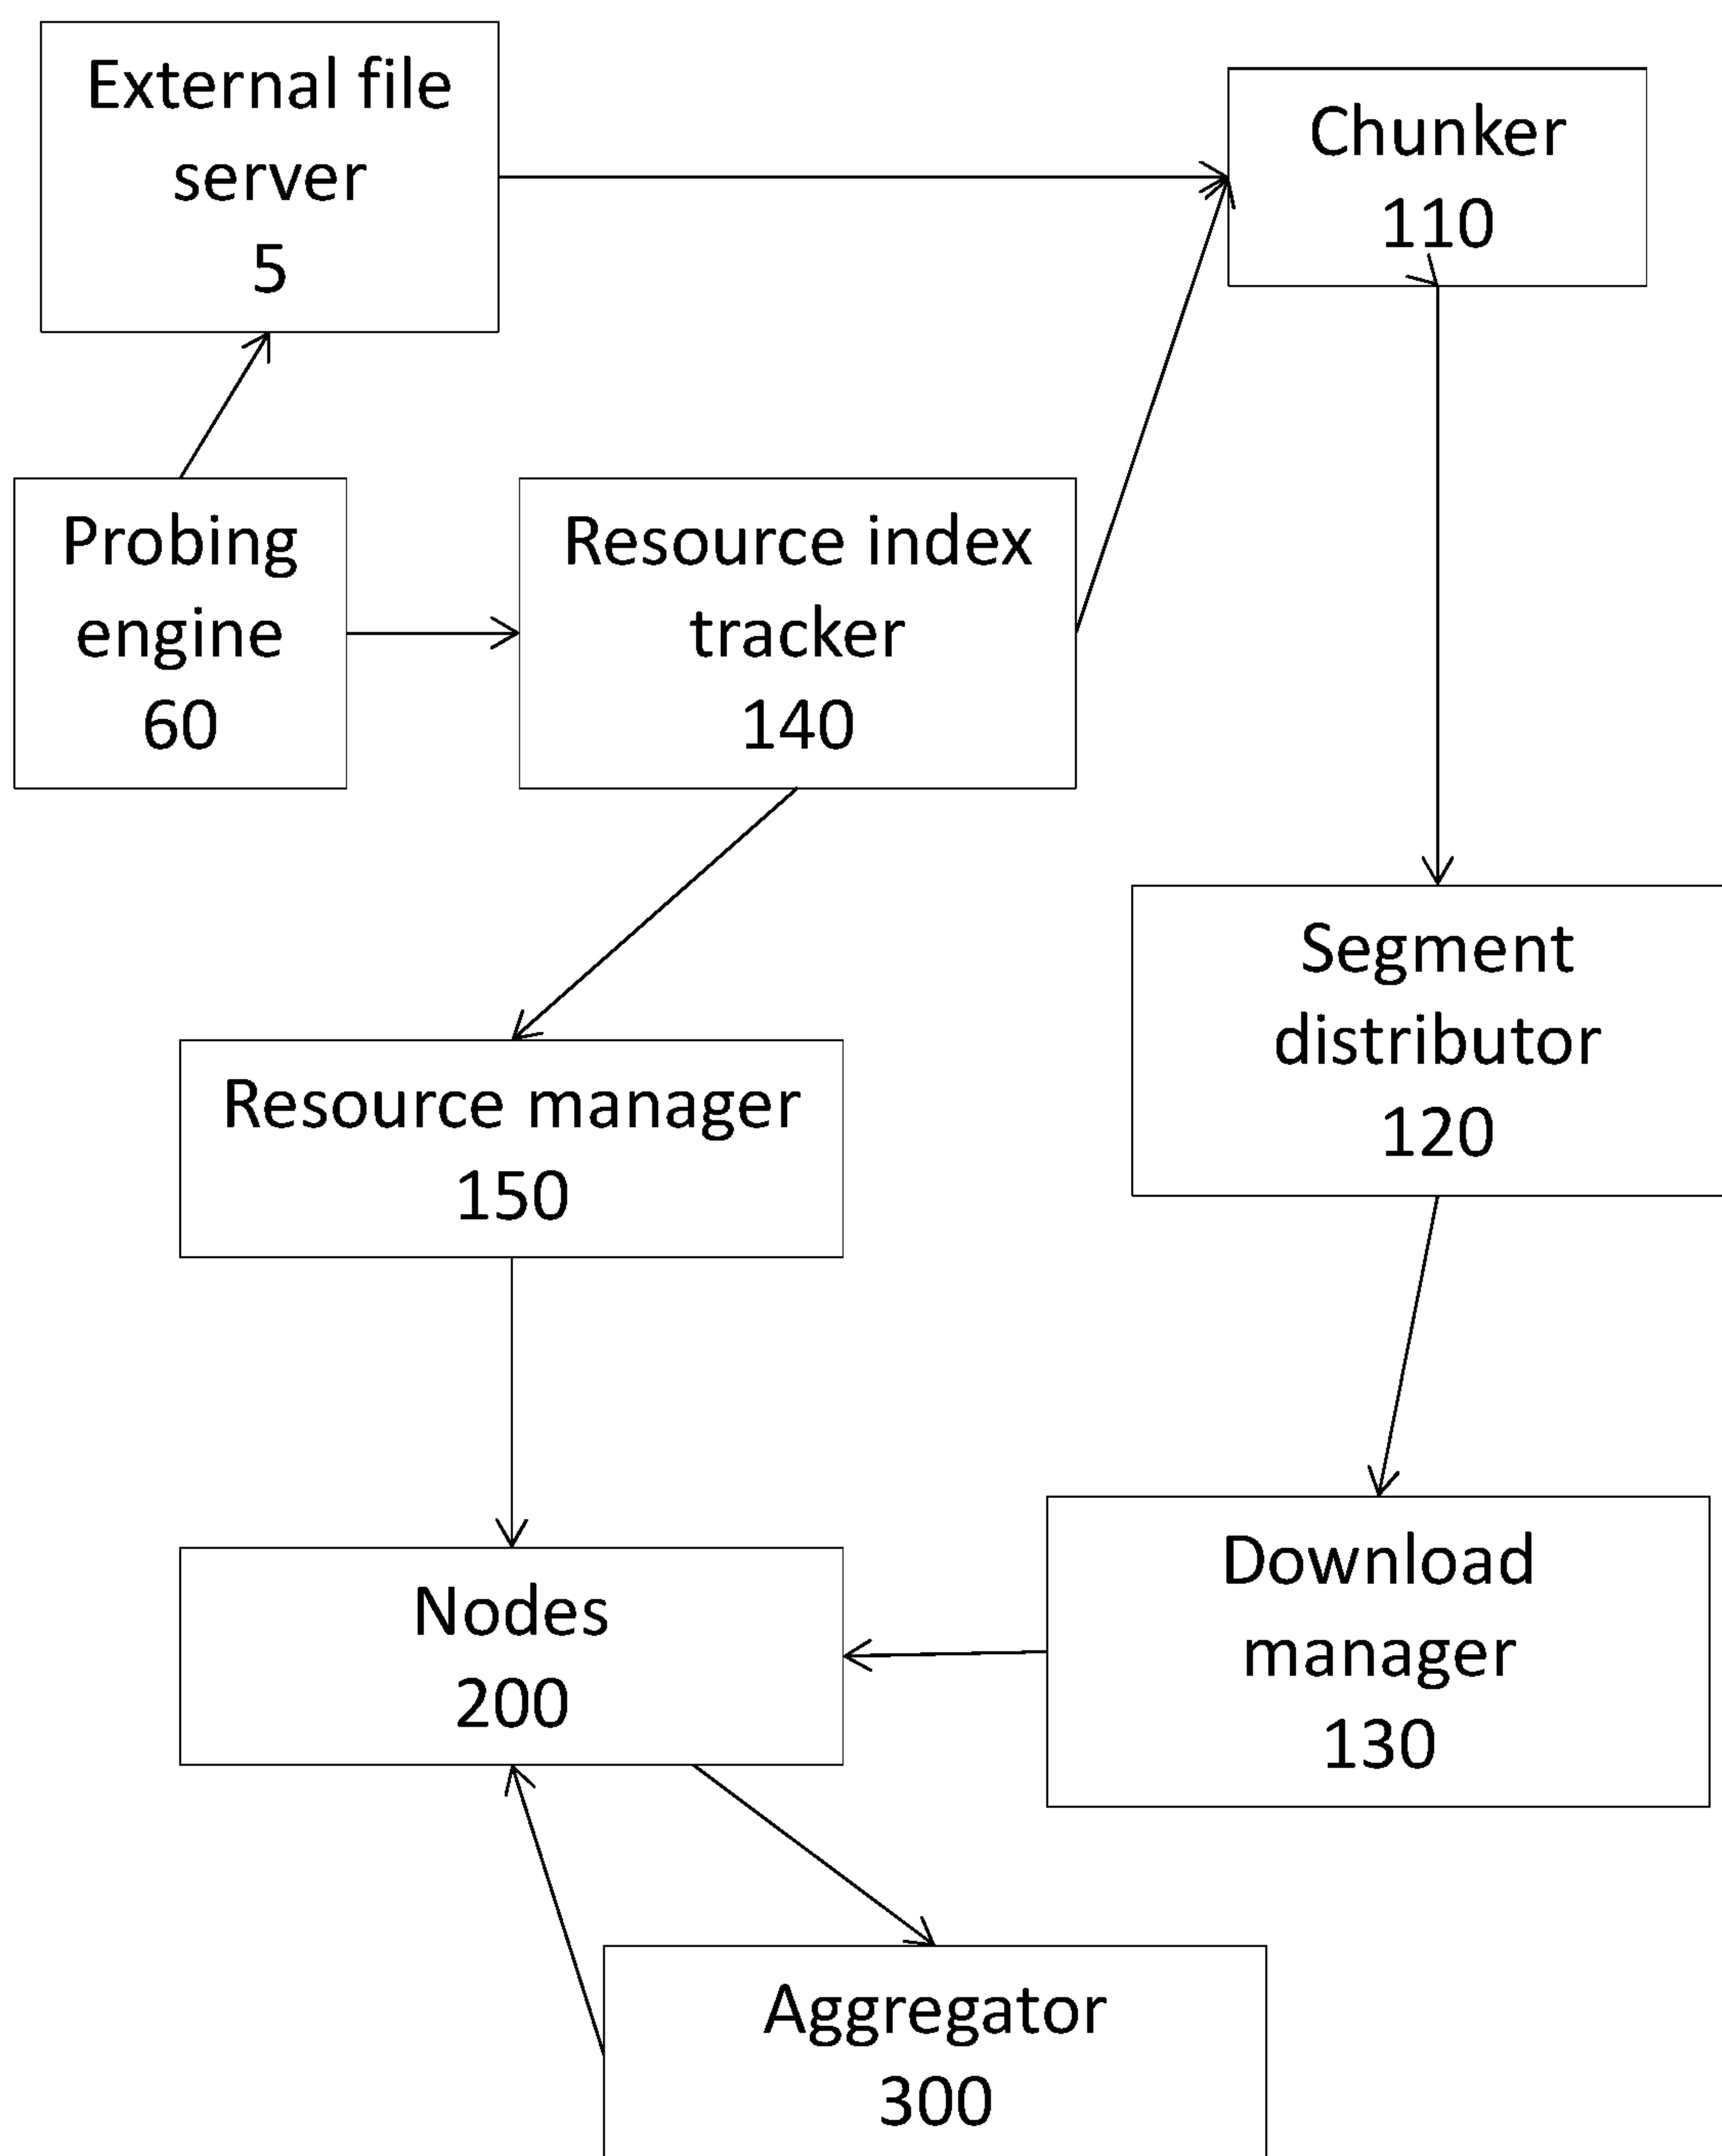 External file
server
5
Chunker
110
Probing
engine
60
Resource index
tracker
140
Segment
distributor
120
Resource manager
150
Download
manager
130
Nodes
200
Aggregator
300